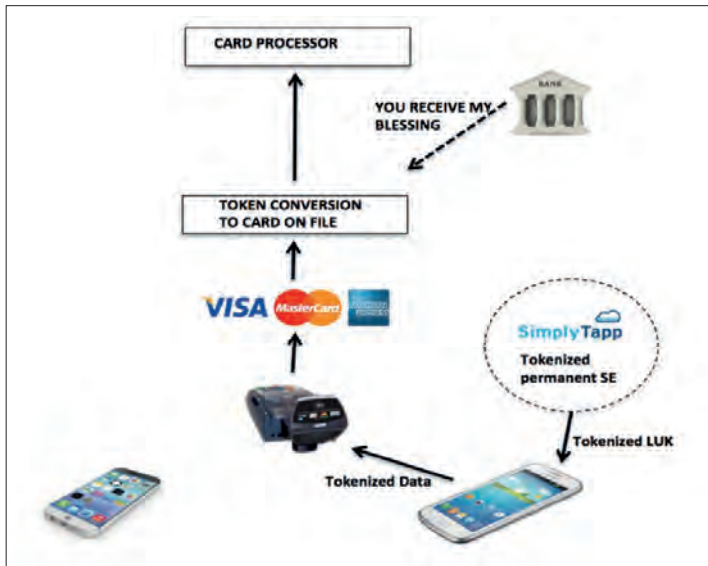 CARD PROCESSOR
BANK
YOU RECEIVE MY
BLESSING
TOKEN CONVERSION
TO CARD ON FILE
VISA
MasterCard
SimplyTapp
Tokenized
permanent SE
Tokenized LUK
Tokenized Data